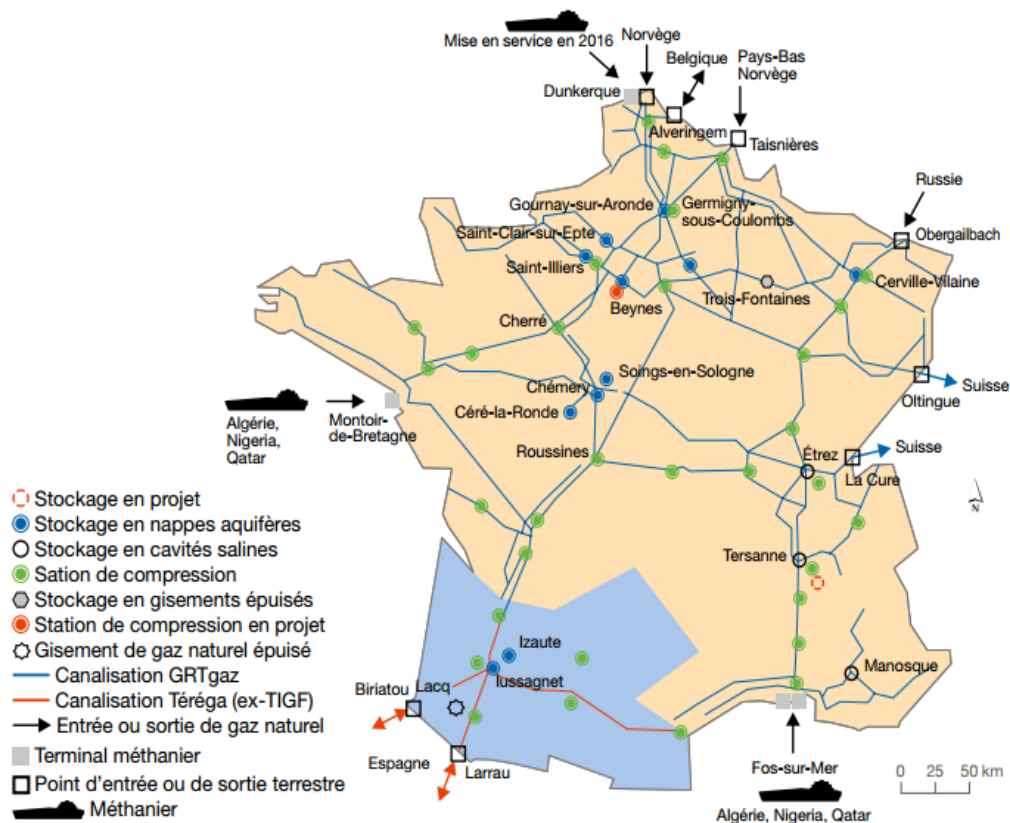 Mise en service en 2016
Norvège
Belgique
Pays-Bas
Norvège
Dunkerque
Alveringem
Taisnières
Russie
Gournay-sur-Aronde
Germigny-
sous-Coulombs
Obergailbach
Saint-Clair-sur-Epte
Saint-Illiers
Cerville-Vilaine
Trois-Fontaines
Beynes
Cherré
Soings-en-Sologne
Suisse
Chémery
Oltingue
Céré-la-Ronde
Algérie,
Nigeria,
Qatar
Montoir-
de-Bretagne
Suisse
Roussines
Étrez
La Cure
Stockage en projet
Stockage en nappes aquifères
N
Stockage en cavités salines
Tersanne
Sation de compression
Stockage en gisements épuisés
Station de compression en projet
Gisement de gaz naturel épuisé
Izaute
Canalisation GRTgaz
Manosque
Iussagnet
Biriatou
Lacq
Canalisation Téréga (ex-TIGF)
Entrée ou sortie de gaz naturel
Terminal méthanier
Espagne
Larrau
Fos-sur-Mer
Point d'entrée ou de sortie terrestre
0 25 50 km
Méthanier
Algérie, Nigeria, Qatar